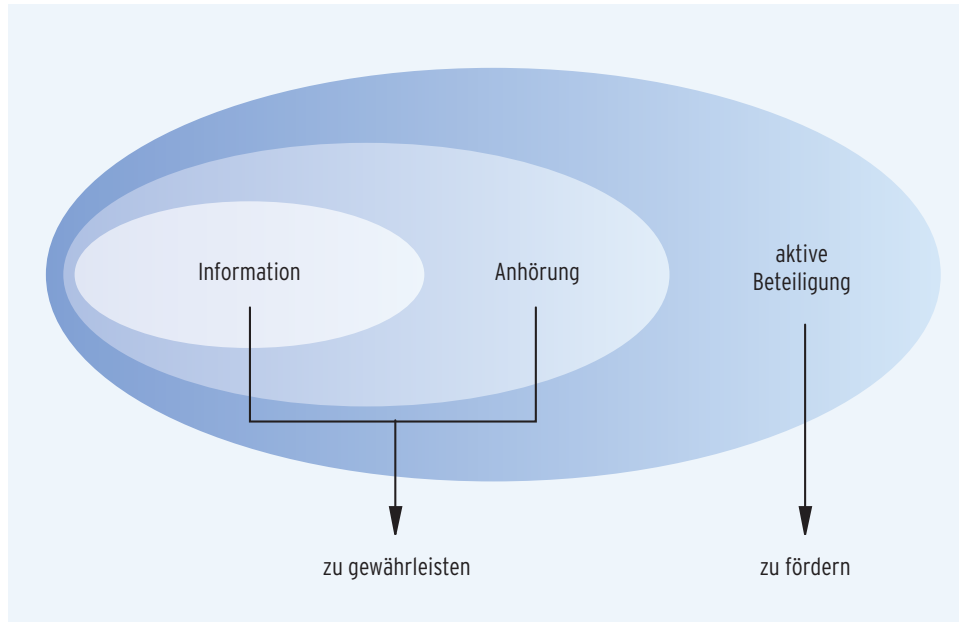 Information
Anhörung
aktive
Beteiligung
zu gewährleisten
zu fördern